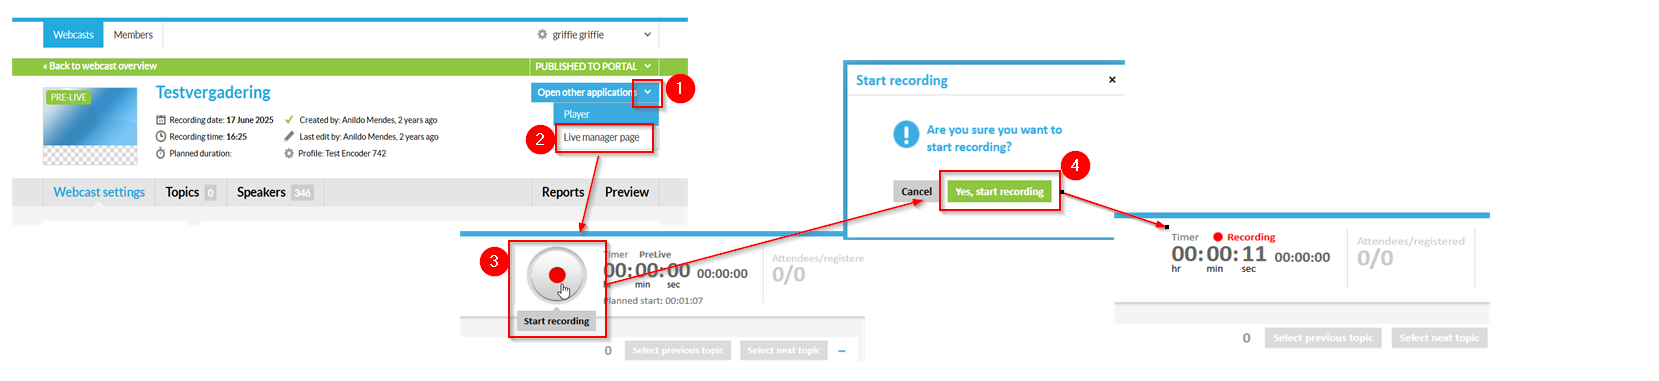 Webcasts Members griffie griffie
« Back to webcast overview PUBLISHED TO PORTAL
PRE-LIVE
Testvergadering
Open other applications
1
Recording date: 17 June 2025 Created by: Anildo Mendes, 2 years ago
Player
Recording time: 16:25 Last edit by: Anildo Mendes, 2 years ago
2
Live manager page
Planned duration: Profile: Test Encoder 742
Webcast settings Topics 0 Speakers 346 Reports Preview
3
Start recording
Timer PreLive
00:00:00 00:00:00
hr min sec
Planned start: 00:01:07
Attendees/registere
0/0
0 Select previous topic Select next topic –
Start recording ×
Are you sure you want to
start recording?
4
Cancel Yes, start recording
Timer Recording
00:00:11 00:00:00
hr min sec
Attendees/registered
0/0
0 Select previous topic Select next topic